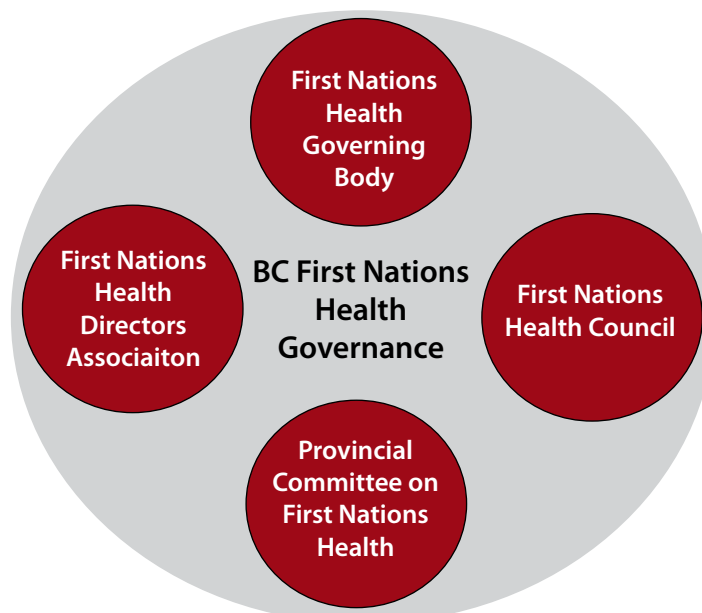 First Nations
Health
Governing
Body
First Nations
Health
Directors
Associaiton
BC First Nations
Health
Governance
First Nations
Health Council
Provincial
Committee on
First Nations
Health